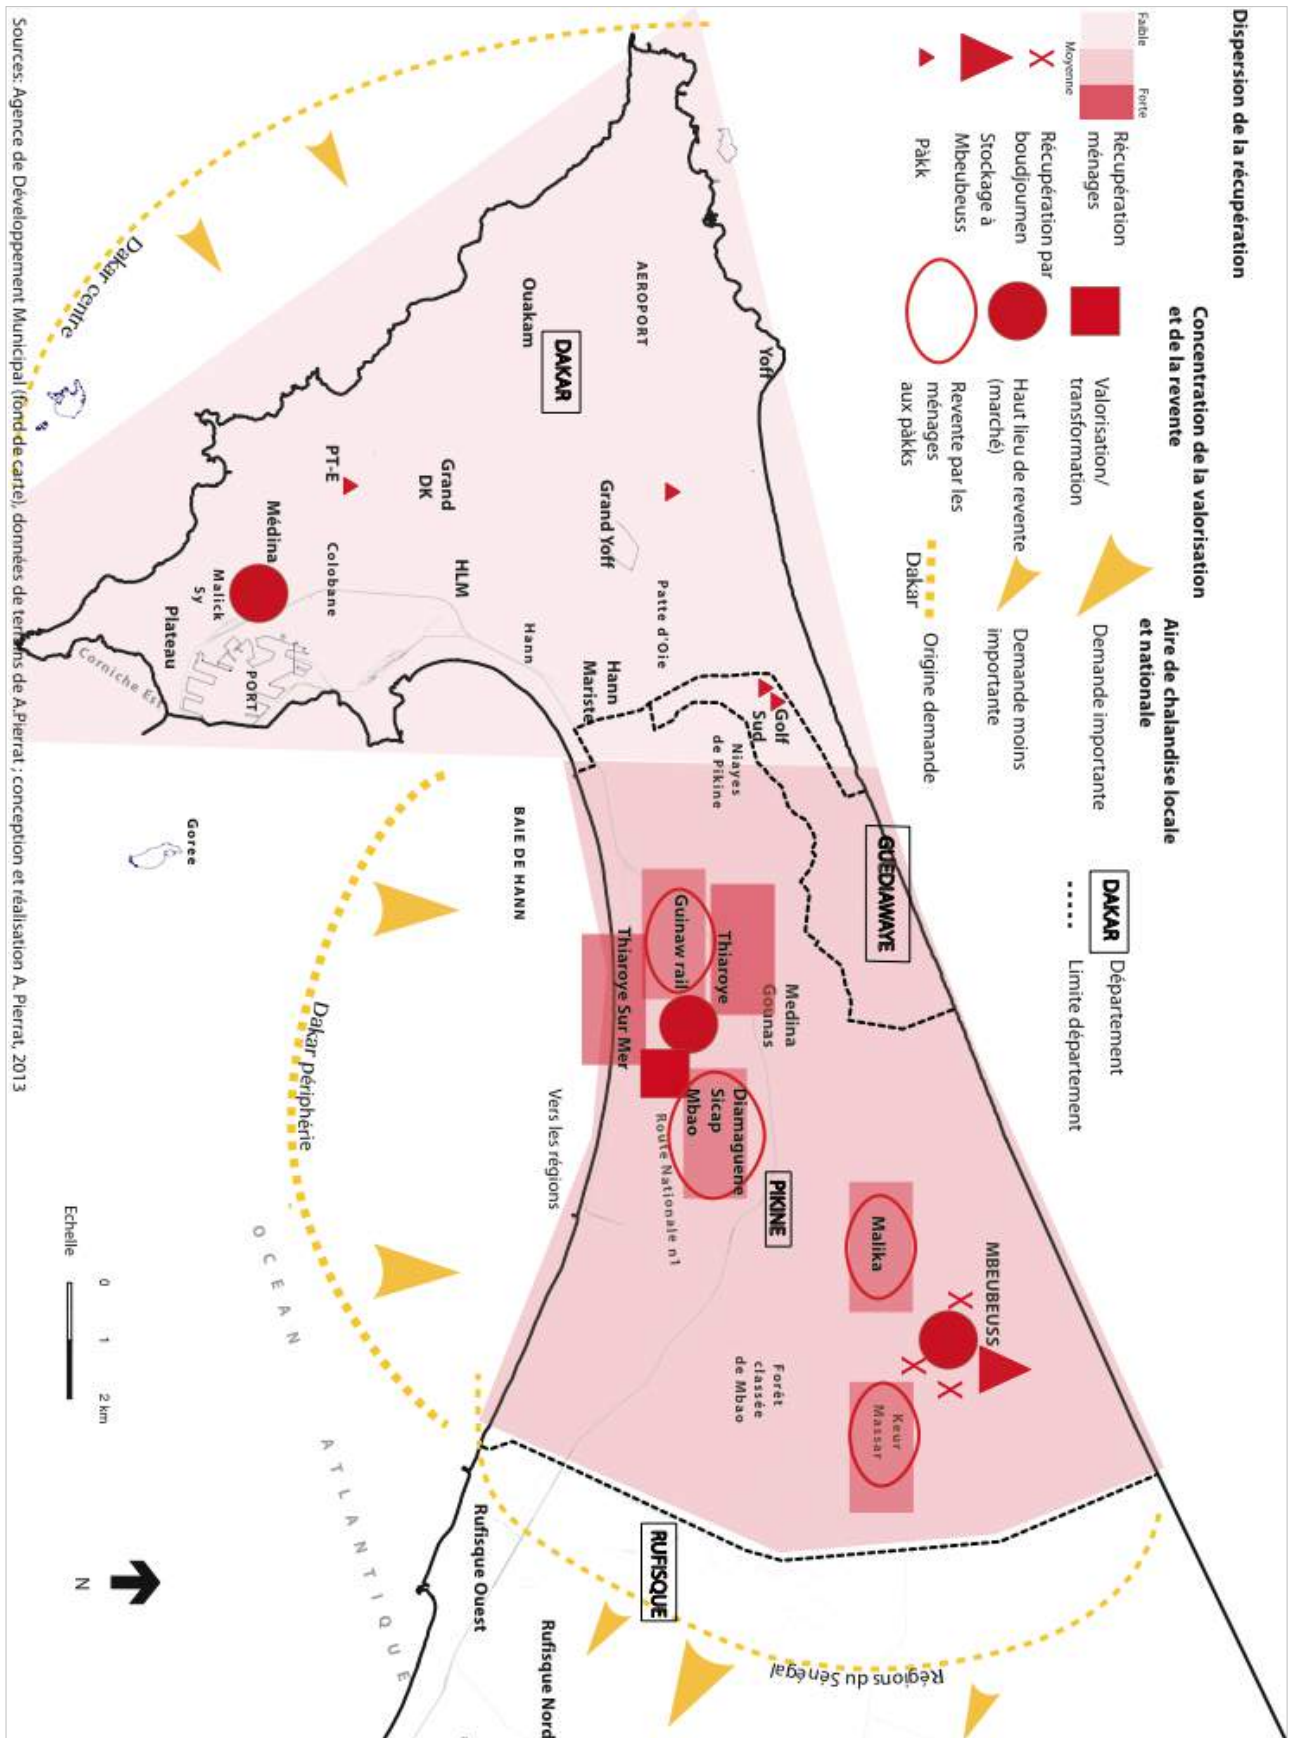 Dispersion de la récupération
Faible
Moyenne
Forte
Récupération
ménages
Récupération par
boudjoumen
Stockage à
Mbeubeuss
Pàkk
Concentration de la valorisation
et de la revente
Valorisation/
transformation
Haut lieu de revente
(marché)
Revente par les
ménages
aux pàkks
Aire de chalandise locale
et nationale
Demande importante
Demande moins
importante
Dakar
Origine demande
DAKAR
Département
Limite département
Yoff
AEROPORT
Ouakam
DAKAR
Dakar centre
PT-E
Grand
DK
Grand Yoff
Médina
Colobane
HLM
Malick
Sy
Plateau
Corniche Est
PORT
Hann
Patte d'Oie
Hann
Mariste
Golf
Sud
Niayes
de Pikine
GUEDIAWAYE
Goree
BAIE DE HANN
Guinaw rail
Thiaroye
Thiaroye Sur Mer
Medina
Gounas
Diamaguene
Sicap
Mbao
Route Nationale n1
PIKINE
Vers les régions
Dakar périphérie
Malika
MBEUBEUSS
Keur
Massar
Forêt
classée
de Mbao
RUFISQUE
Rufisque Ouest
Rufisque Nord
Régions du Sénégal
OCEAN ATLANTIQUE
Echelle
0 1 2 km
N
Sources: Agence de Développement Municipal (fond de carte), données de terrains de A.Pierrat ; conception et réalisation A. Pierrat, 2013